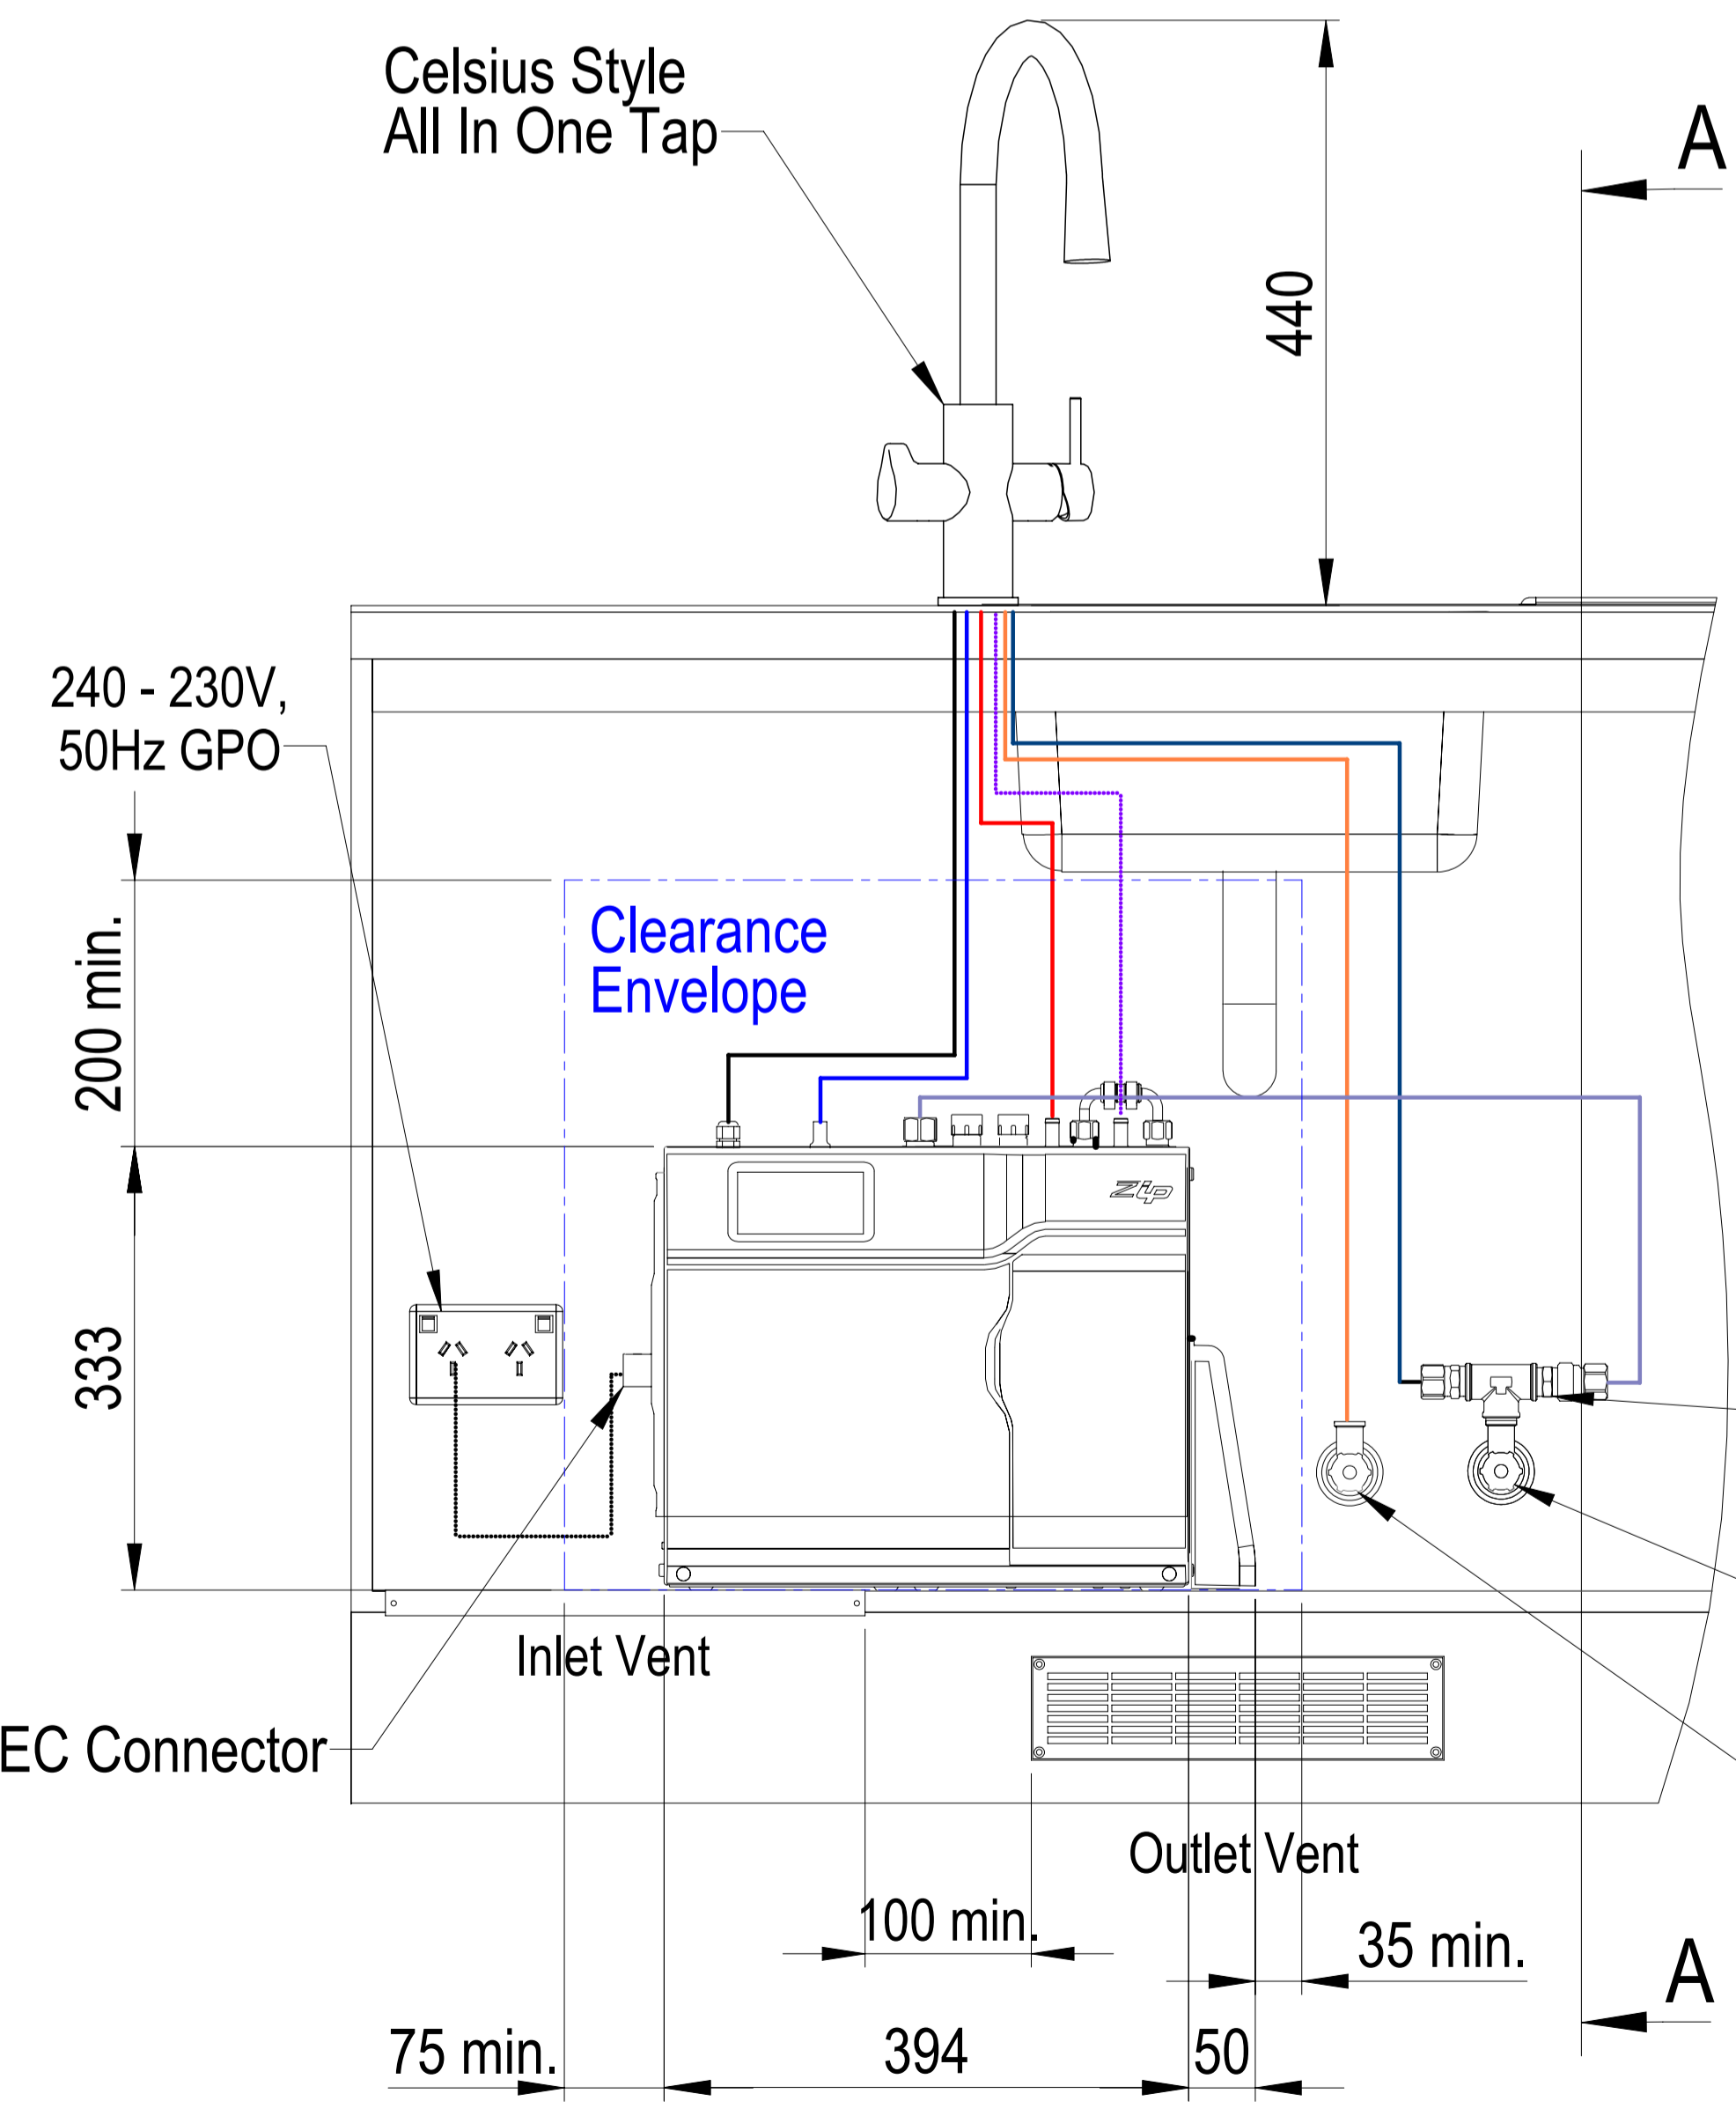 Celsius Style
All In One Tap
A
440
240 - 230V,
50Hz GPO
Clearance
Envelope
200 min.
zip
333
Inlet Vent
EC Connector
Outlet Vent
100 min.
35 min.
A
75 min.
394
50